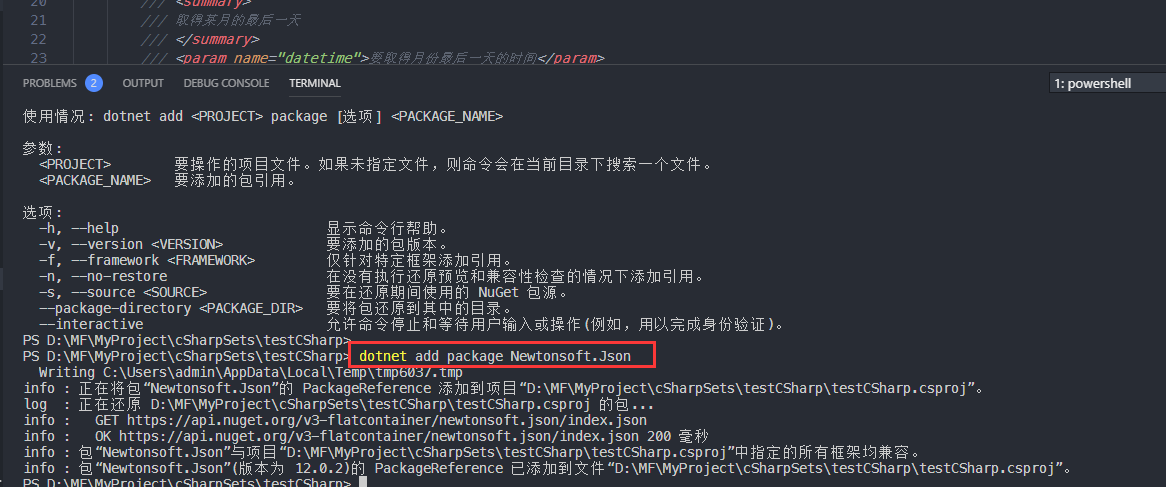 20 /// <summary>
21 /// 取得某月的最后一天
22 /// </summary>
23 /// <param name="datetime">要取得月份最后一天的时间</param>
PROBLEMS 2 OUTPUT DEBUG CONSOLE TERMINAL 1: powershell
使用情况: dotnet add <PROJECT> package [选项] <PACKAGE_NAME>
参数:
<PROJECT> 要操作的项目文件。如果未指定文件，则命令会在当前目录下搜索一个文件。
<PACKAGE_NAME> 要添加的包引用。
选项:
-h, --help 显示命令行帮助。
-v, --version <VERSION> 要添加的包版本。
-f, --framework <FRAMEWORK> 仅针对特定框架添加引用。
-n, --no-restore 在没有执行还原预览和兼容性检查的情况下添加引用。
-s, --source <SOURCE> 要在还原期间使用的 NuGet 包源。
--package-directory <PACKAGE_DIR> 要将包还原到其中的目录。
--interactive 允许命令停止和等待用户输入或操作(例如，用以完成身份验证)。
PS D:\MF\MyProject\cSharpSets\testCSharp>
PS D:\MF\MyProject\cSharpSets\testCSharp> dotnet add package Newtonsoft.Json
Writing C:\Users\admin\AppData\Local\Temp\tmp6037.tmp
info : 正在将包“Newtonsoft.Json”的 PackageReference 添加到项目“D:\MF\MyProject\cSharpSets\testCSharp\testCSharp.csproj”。
log  : 正在还原 D:\MF\MyProject\cSharpSets\testCSharp\testCSharp.csproj 的包...
info :   GET https://api.nuget.org/v3-flatcontainer/newtonsoft.json/index.json
info :   OK https://api.nuget.org/v3-flatcontainer/newtonsoft.json/index.json 200 毫秒
info : 包“Newtonsoft.Json”与项目“D:\MF\MyProject\cSharpSets\testCSharp\testCSharp.csproj”中指定的所有框架均兼容。
info : 包“Newtonsoft.Json”(版本为 12.0.2)的 PackageReference 已添加到文件“D:\MF\MyProject\cSharpSets\testCSharp\testCSharp.csproj”。
PS D:\MF\MyProject\cSharpSets\testCSharp>